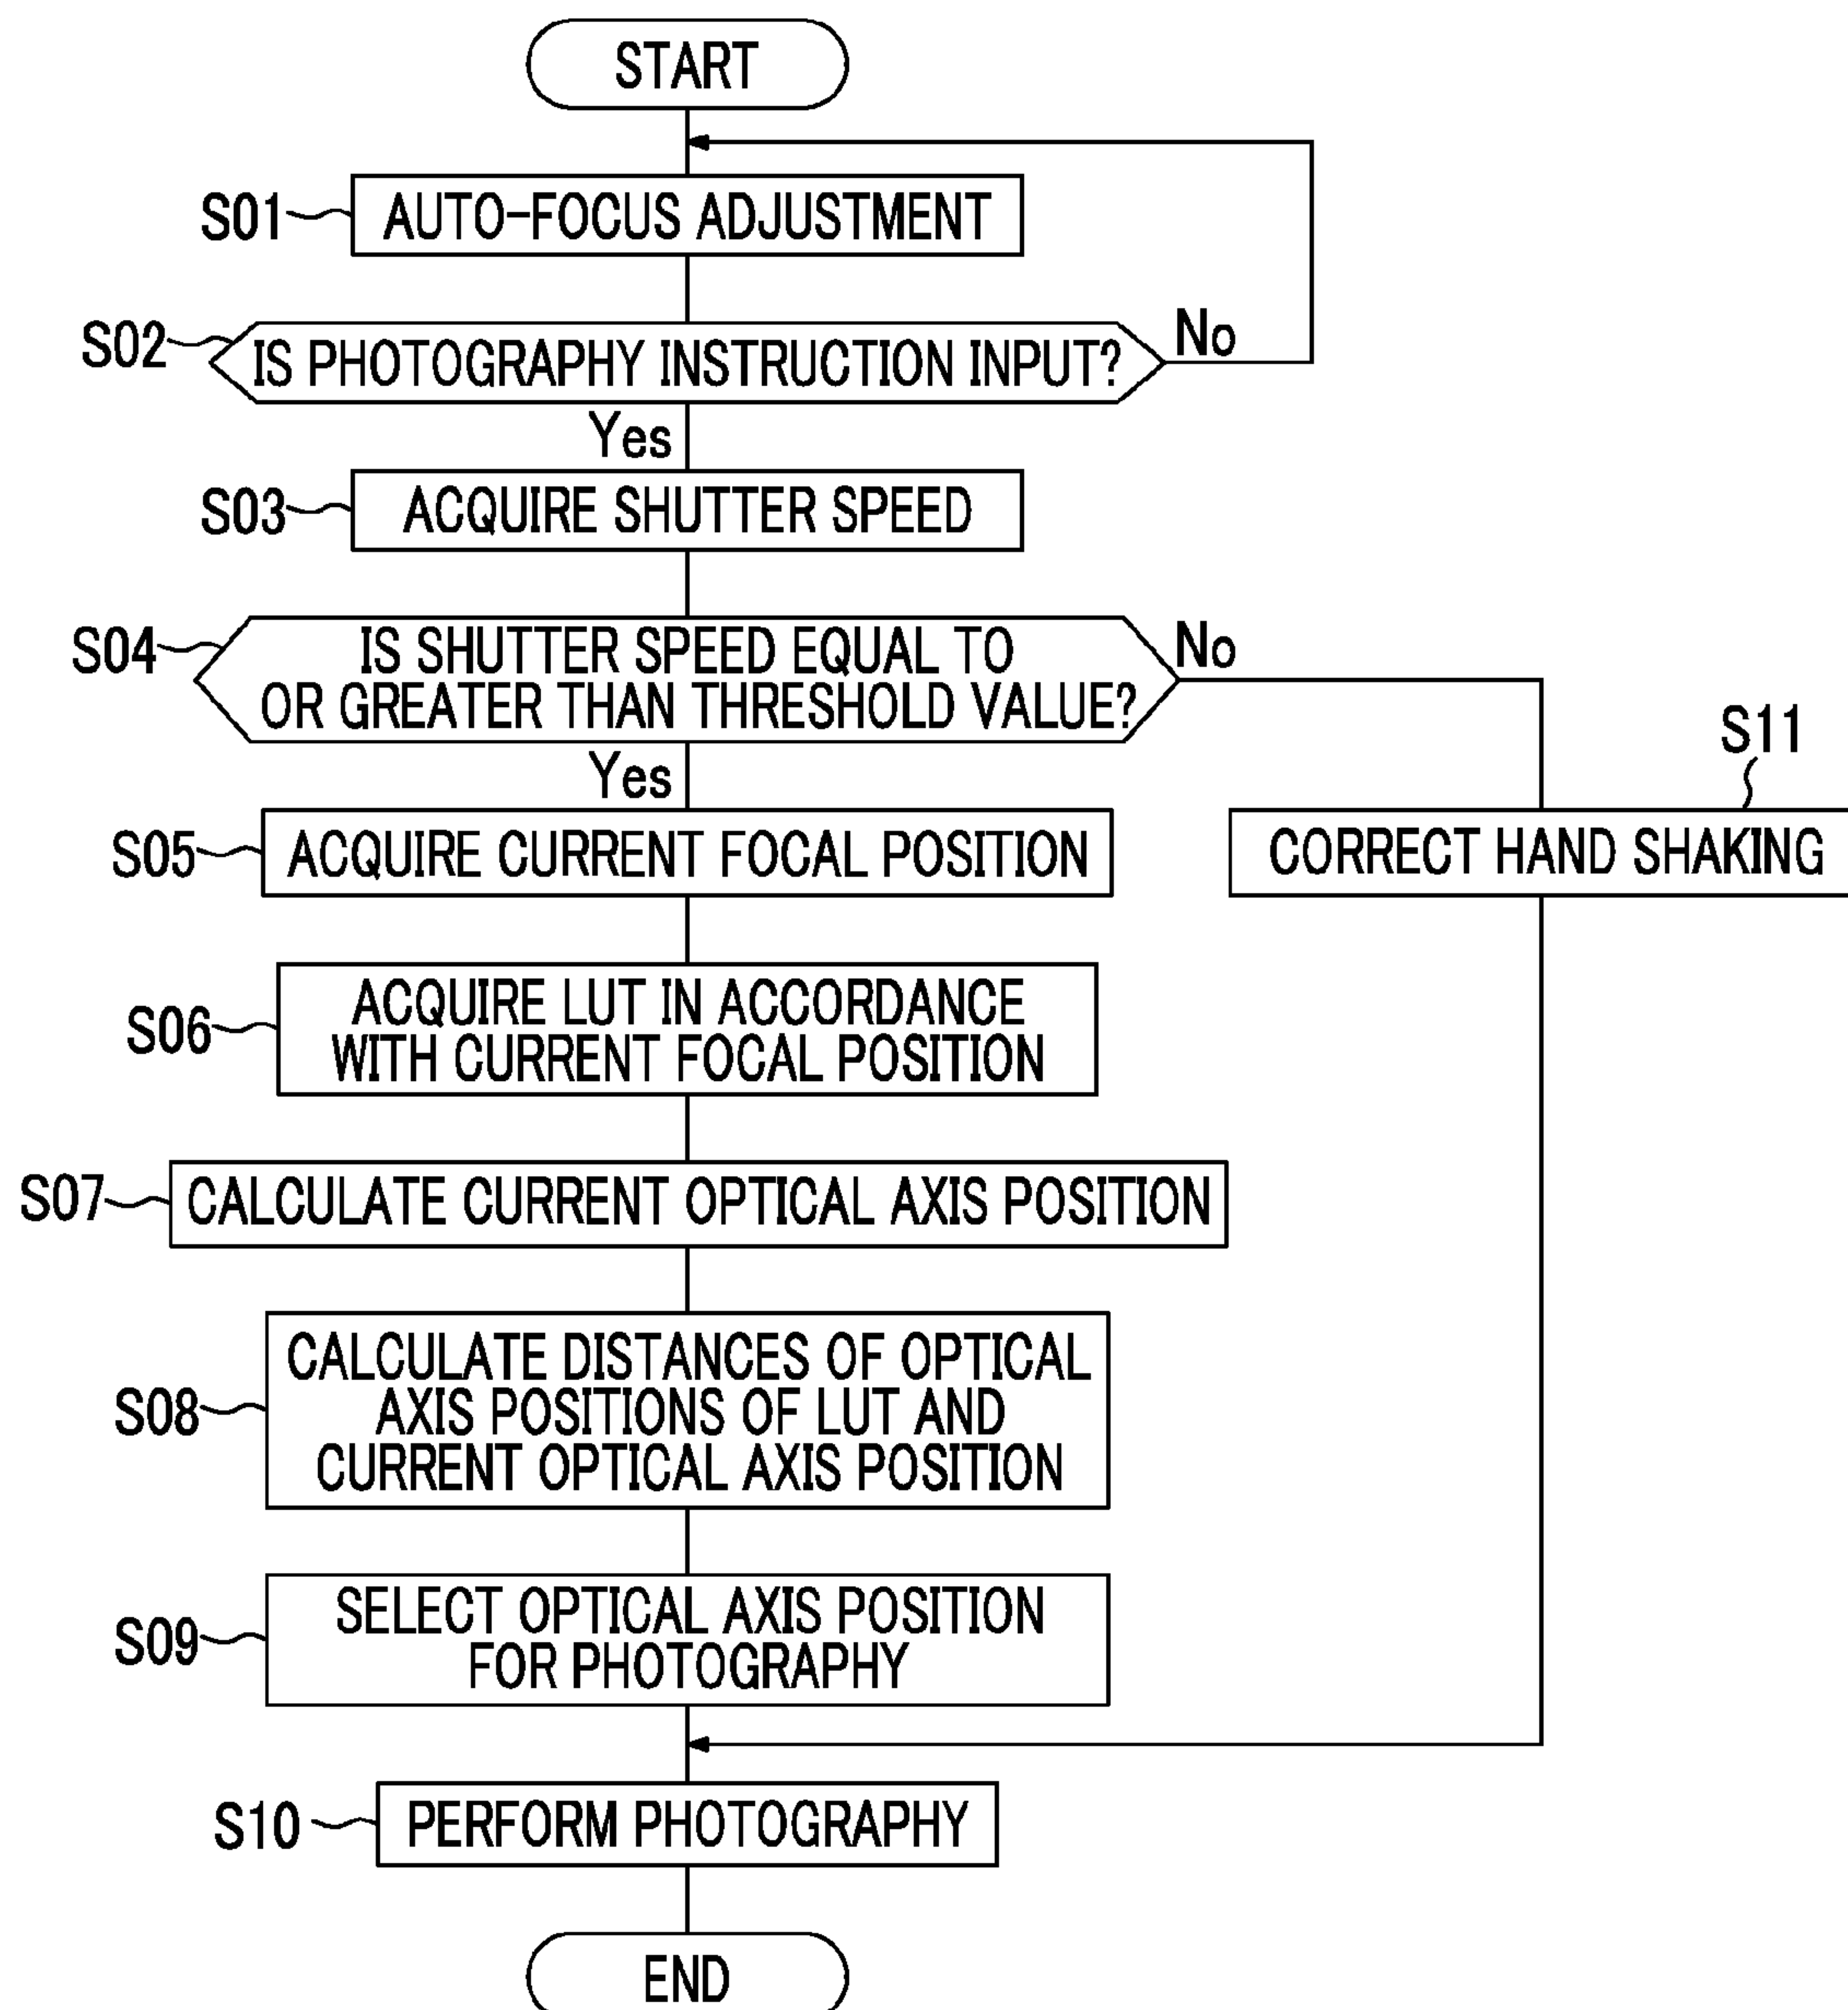 START
S01
AUTO-FOCUS ADJUSTMENT
S02
IS PHOTOGRAPHY INSTRUCTION INPUT?
No
Yes
S03
ACQUIRE SHUTTER SPEED
S04
IS SHUTTER SPEED EQUAL TO
OR GREATER THAN THRESHOLD VALUE?
No
Yes
S05
ACQUIRE CURRENT FOCAL POSITION
S11
CORRECT HAND SHAKING
S06
ACQUIRE LUT IN ACCORDANCE
WITH CURRENT FOCAL POSITION
S07
CALCULATE CURRENT OPTICAL AXIS POSITION
S08
CALCULATE DISTANCES OF OPTICAL
AXIS POSITIONS OF LUT AND
CURRENT OPTICAL AXIS POSITION
S09
SELECT OPTICAL AXIS POSITION
FOR PHOTOGRAPHY
S10
PERFORM PHOTOGRAPHY
END